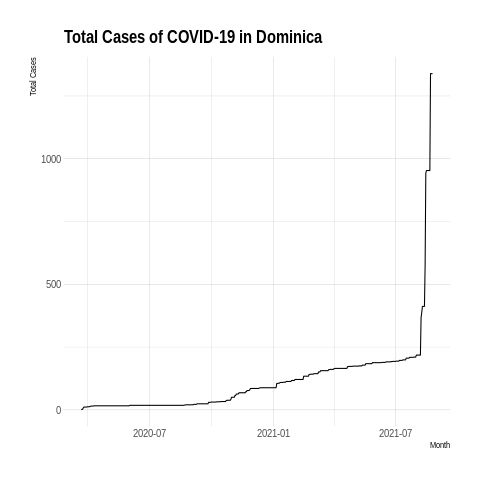 Total Cases of COVID-19 in Dominica
Total Cases
1000
500
0
2020-07
2021-01
2021-07
Month